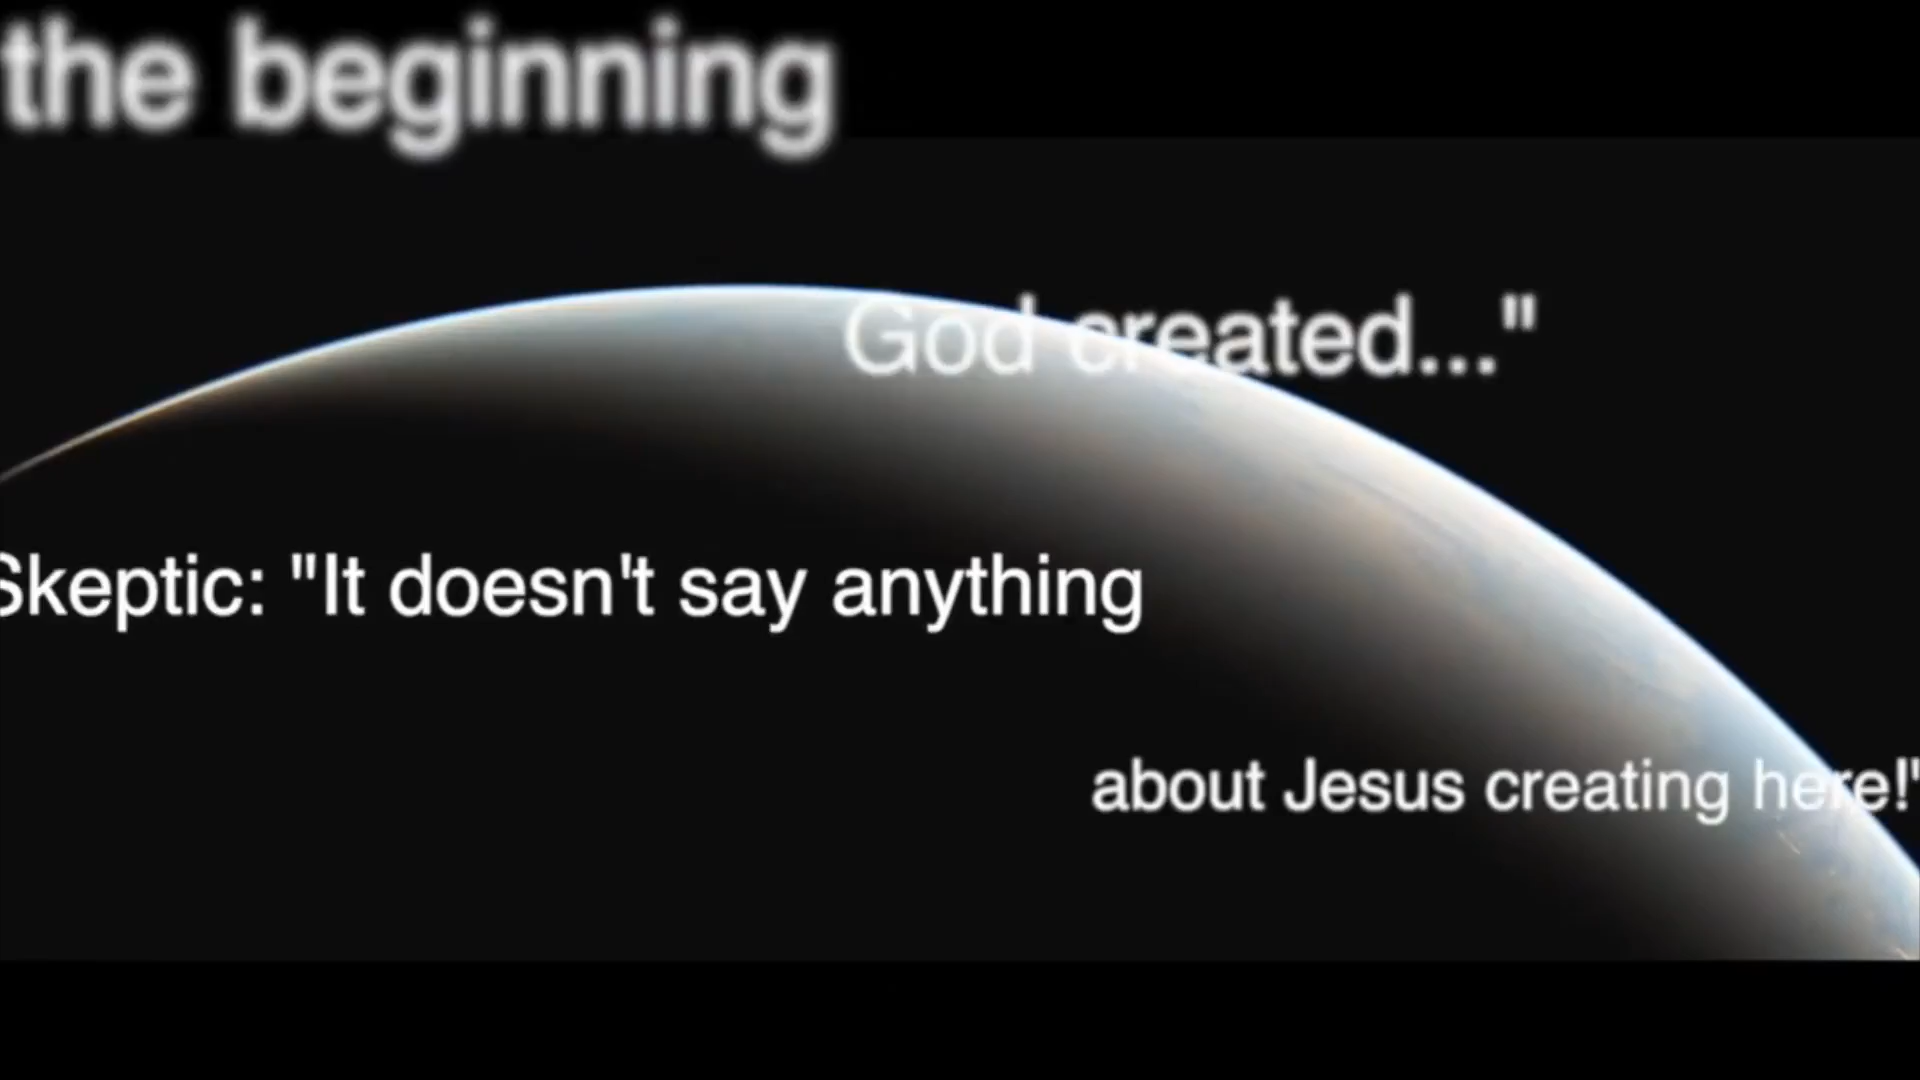 the beginning
God created..."
Skeptic: "It doesn't say anything
about Jesus creating here!"